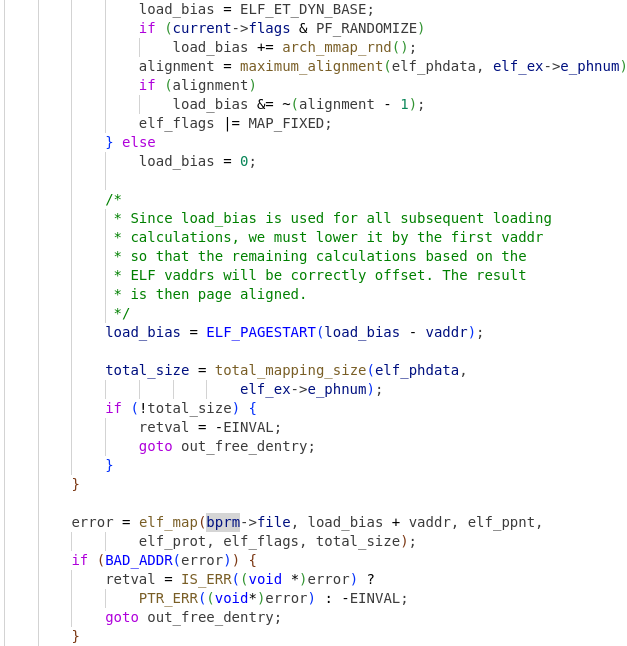 load_bias = ELF_ET_DYN_BASE;
if (current->flags & PF_RANDOMIZE)
load_bias += arch_mmap_rnd();
alignment = maximum_alignment(elf_phdata, elf_ex->e_phnum)
if (alignment)
load_bias &= ~(alignment - 1);
elf_flags |= MAP_FIXED;
} else
load_bias = 0;
/*
* Since load_bias is used for all subsequent loading
* calculations, we must lower it by the first vaddr
* so that the remaining calculations based on the
* ELF vaddrs will be correctly offset. The result
* is then page aligned.
*/
load_bias = ELF_PAGESTART(load_bias - vaddr);
total_size = total_mapping_size(elf_phdata,
elf_ex->e_phnum);
if (!total_size) {
retval = -EINVAL;
goto out_free_dentry;
}
}
error = elf_map(bprm->file, load_bias + vaddr, elf_ppnt,
elf_prot, elf_flags, total_size);
if (BAD_ADDR(error)) {
retval = IS_ERR((void *)error) ?
PTR_ERR((void*)error) : -EINVAL;
goto out_free_dentry;
}